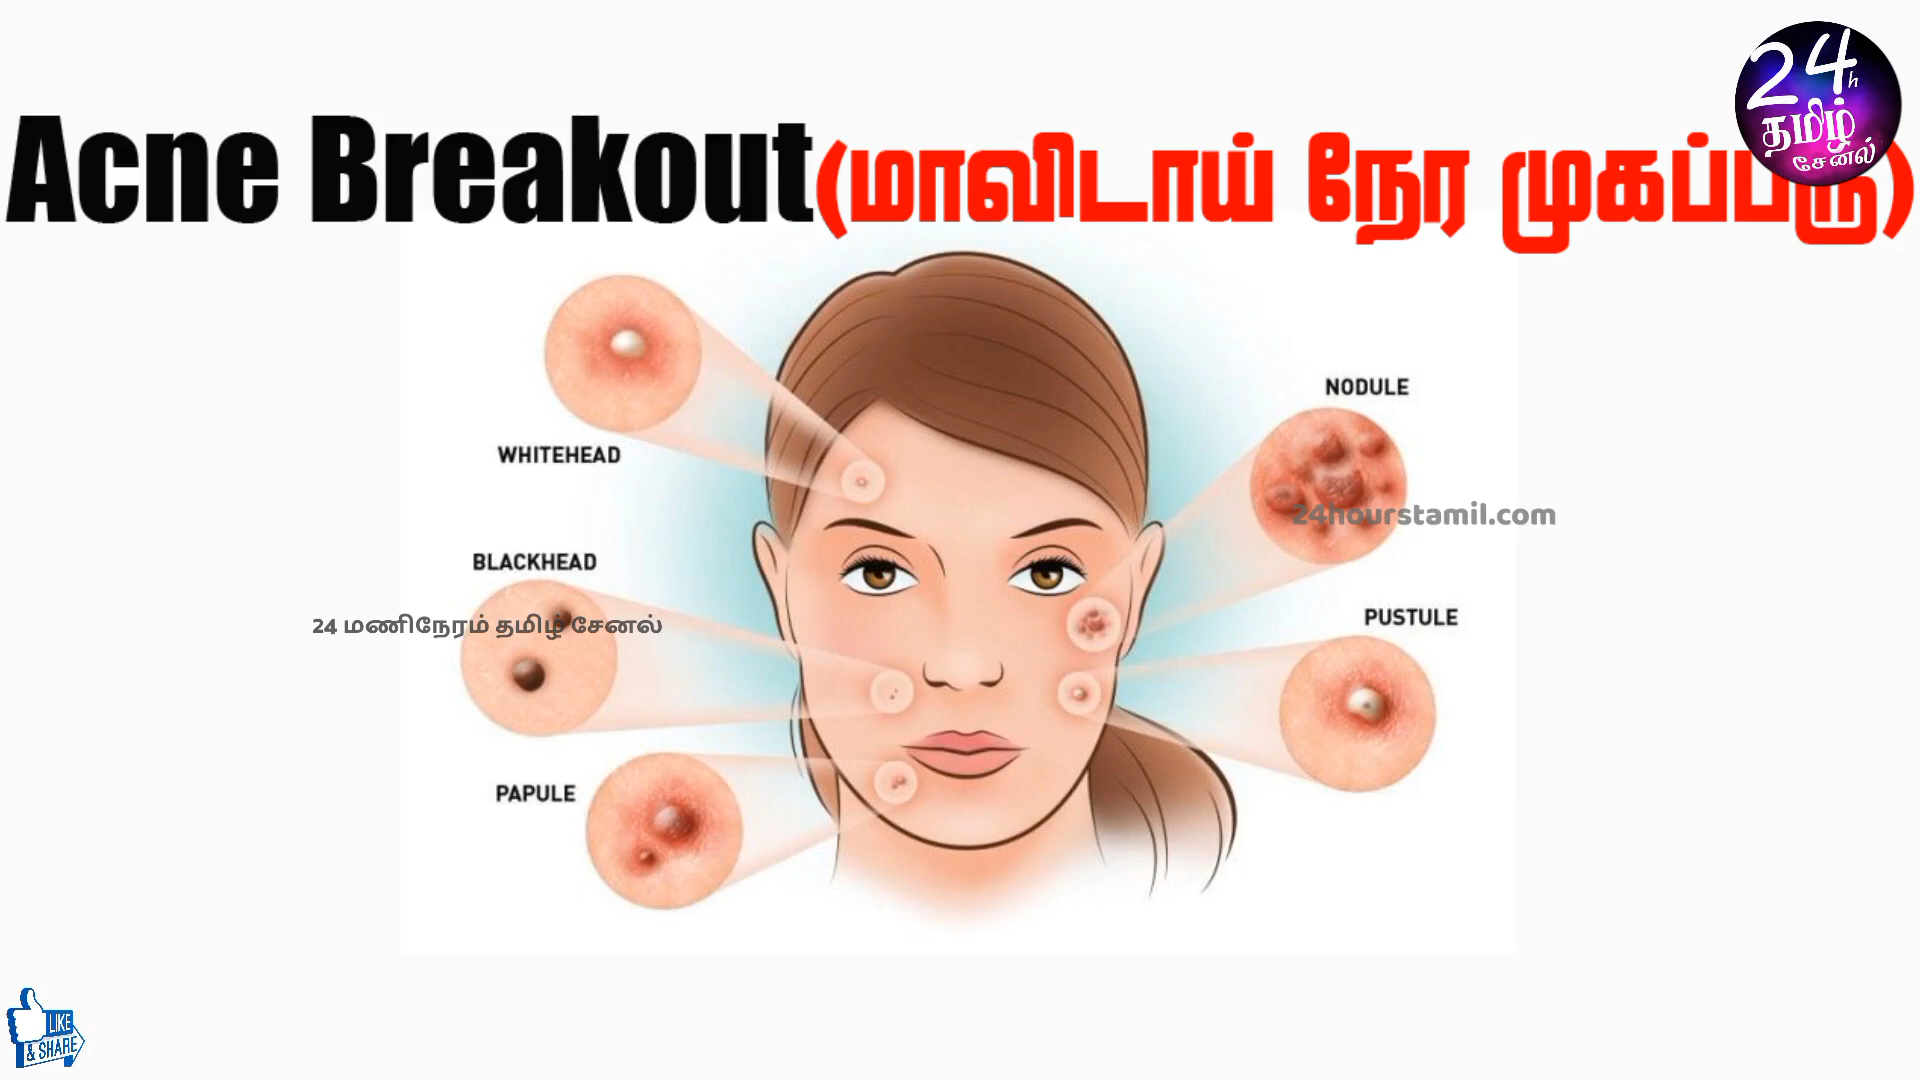 24h
தமிழ்
சேனல்
Acne Breakout(மாவிடாய் நேர முகப்பரு)
NODULE
WHITEHEAD
24hourstamil.com
BLACKHEAD
PUSTULE
24 மணிநேரம் தமிழ் சேனல்
PAPULE
LIKE
& SHARE